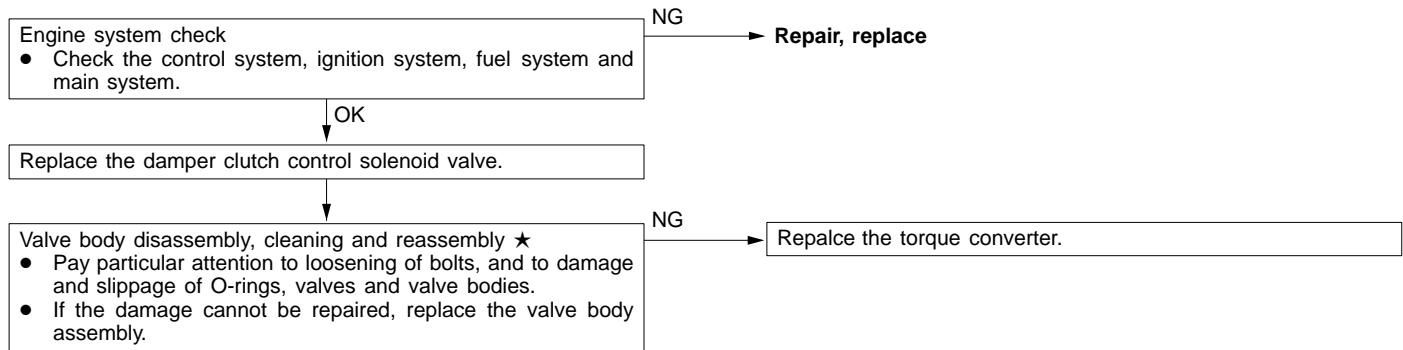 Engine system check
● Check the control system, ignition system, fuel system and
main system.
NG
Repair, replace
OK
Replace the damper clutch control solenoid valve.
Valve body disassembly, cleaning and reassembly ★
● Pay particular attention to loosening of bolts, and to damage
and slippage of O-rings, valves and valve bodies.
● If the damage cannot be repaired, replace the valve body
assembly.
NG
Repalce the torque converter.